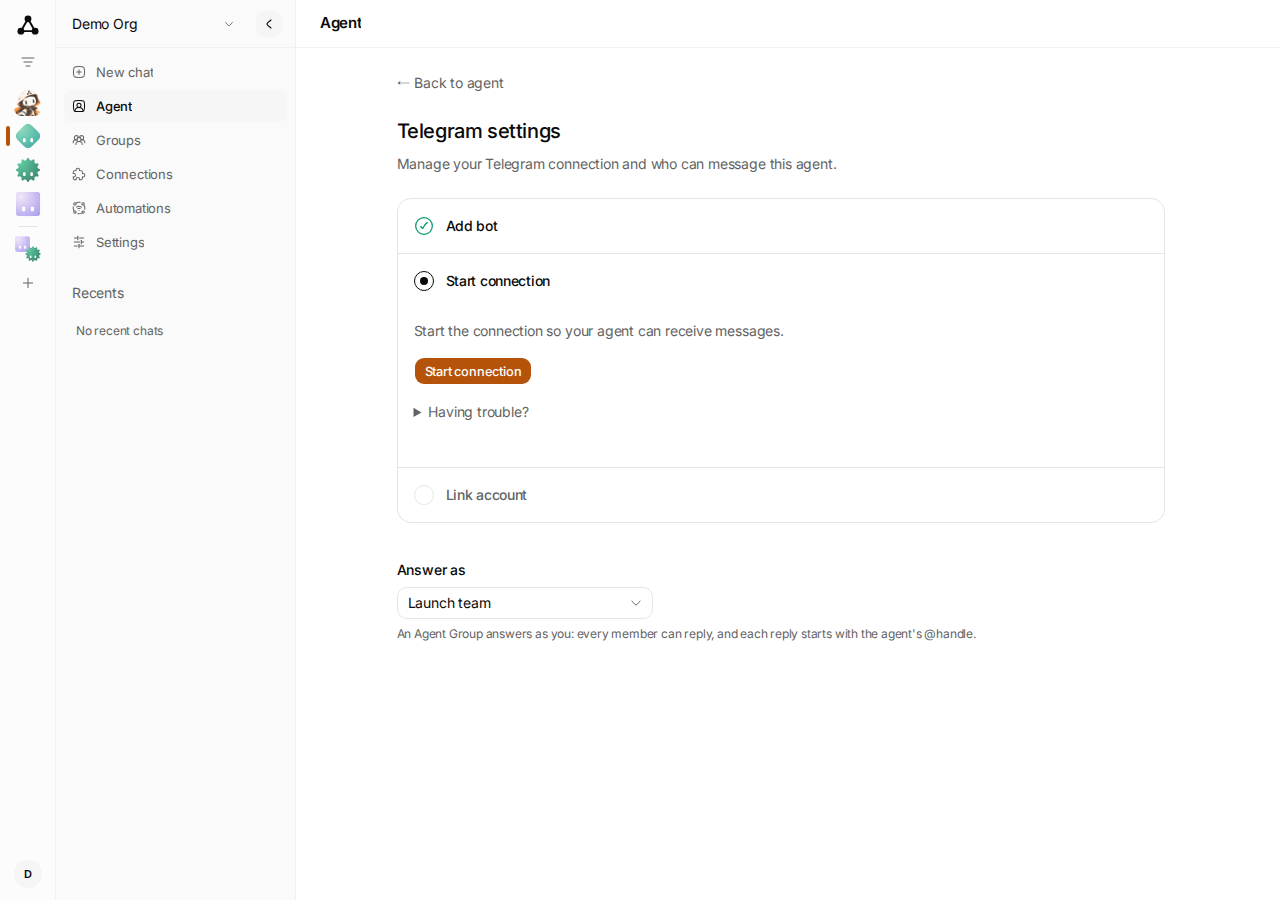 Demo Org
Agent
New chat
Agent
Groups
Connections
Automations
Settings
Recents
No recent chats
D
← Back to agent
Telegram settings
Manage your Telegram connection and who can message this agent.
Add bot
Start connection
Start the connection so your agent can receive messages.
Start connection
Having trouble?
Link account
Answer as
Launch team
An Agent Group answers as you: every member can reply, and each reply starts with the agent's @handle.